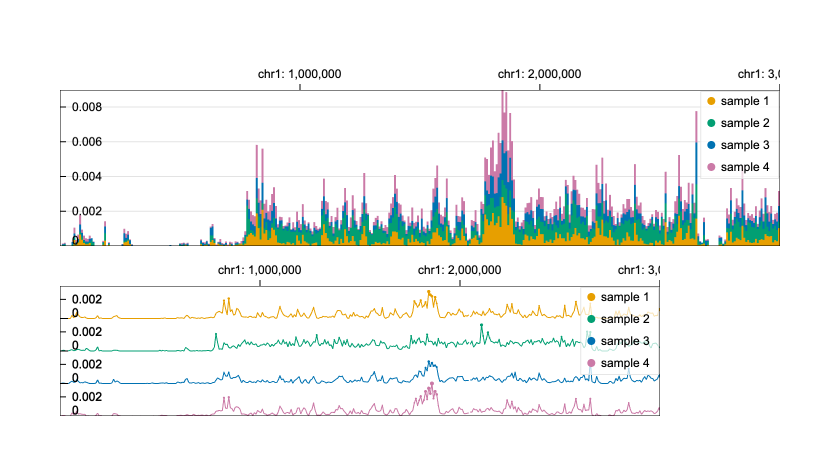 chr1: 1,000,000 chr1: 2,000,000 chr1: 3,0
0.008
sample 1
sample 2
0.006
sample 3
0.004
sample 4
0.002
0
chr1: 1,000,000 chr1: 2,000,000 chr1: 3,0
0.002
sample 1
0
sample 2
0.002
0
sample 3
0.002
sample 4
0
0.002
0